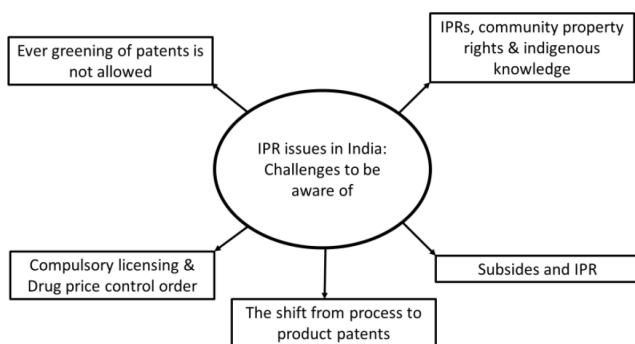 Ever greening of patents is
not allowed
IPRs, community property
rights & indigenous
knowledge
IPR issues in India:
Challenges to be
aware of
Compulsory licensing &
Drug price control order
Subsides and IPR
The shift from process to
product patents